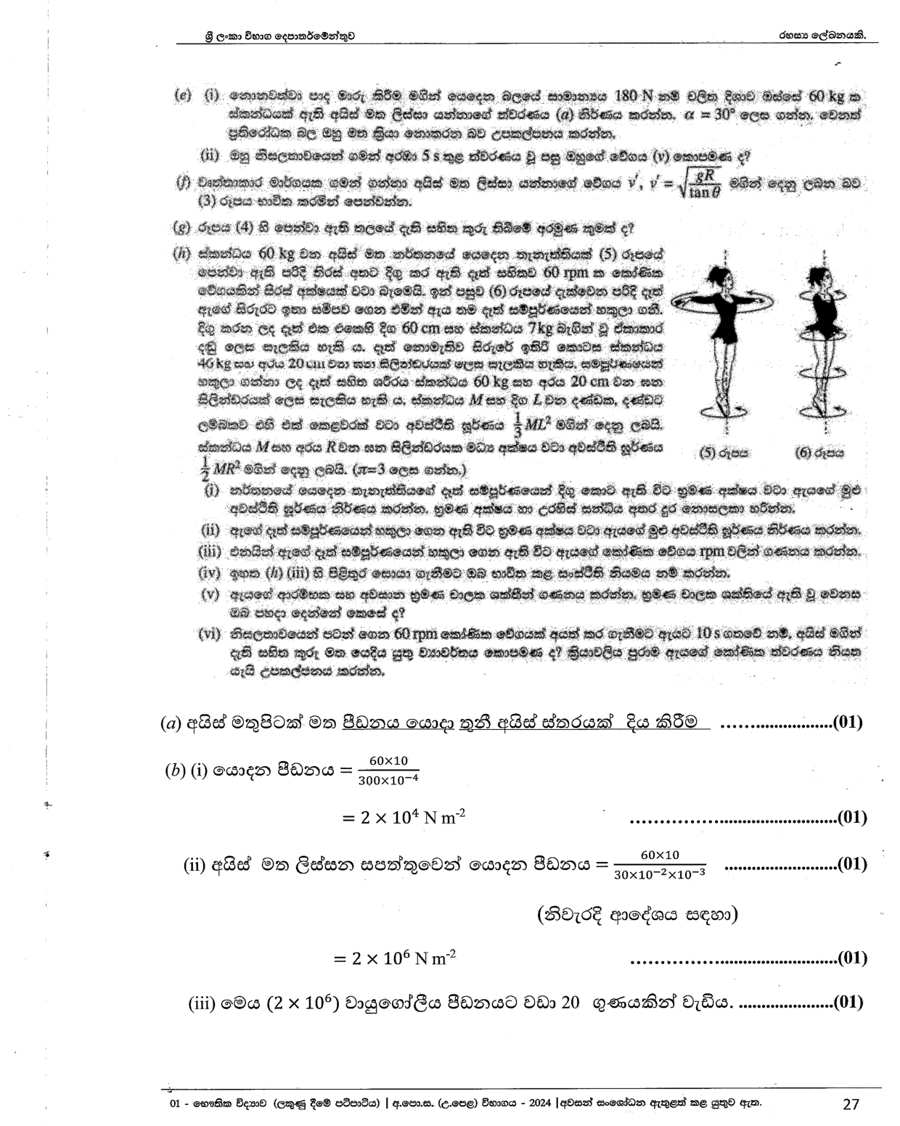 ශ්‍රී ලංකා විභාග දෙපාර්තමේන්තුව
රහස්‍ය ලේඛනයකි.
(e) (i) නොනවත්වා පාද මාරු කිරීම මගින් යෙදෙන බලයේ සාමාන්‍යය 180 N නම් චලිත දිශාව ඔස්සේ 60 kg ක
ස්කන්ධයක් ඇති අයිස් මත ලිස්සා යන්නාගේ ත්වරණය (a) නිර්ණය කරන්න. α = 30° ලෙස ගන්න. වෙනත්
ප්‍රතිරෝධක බල ඔහු මත ක්‍රියා නොකරන බව උපකල්පනය කරන්න.
(ii) ඔහු නිසලතාවයෙන් ගමන් අරඹා 5 s තුළ ත්වරණය වූ පසු ඔහුගේ වේගය (v) කොපමණ ද?
(f) වෘත්තාකාර මාර්ගයක ගමන් ගන්නා අයිස් මත ලිස්සා යන්නාගේ වේගය v′, v′ = √(gR / tan θ) මගින් දෙනු ලබන බව
(3) රූපය භාවිත කරමින් පෙන්වන්න.
(g) රූපය (4) හි පෙන්වා ඇති තලයේ දැති සහිත කුරු තිබීමේ අරමුණ කුමක් ද?
(h) ස්කන්ධය 60 kg වන අයිස් මත නර්තනයේ යෙදෙන තැනැත්තියක් (5) රූපයේ
පෙන්වා ඇති පරිදි තිරස් අතට දිගු කර ඇති දෑත් සහිතව 60 rpm ක කෝණික
වේගයකින් සිරස් අක්ෂයක් වටා බැමෙයි. ඉන් පසුව (6) රූපයේ දැක්වෙන පරිදි දෑත්
ඇගේ සිරුරට ඉතා සමීපව ගෙන එමින් ඇය තම දෑත් සම්පූර්ණයෙන් හකුලා ගනී.
දිගු කරන ලද දෑත් එක එකෙහි දිග 60 cm සහ ස්කන්ධය 7 kg බැගින් වූ ඒකාකාර
දඬු ලෙස සැලකිය හැකි ය. දෑත් නොමැතිව සිරුරේ ඉතිරි කොටස ස්කන්ධය
46 kg සහ අරය 20 cm වන ඝන සිලින්ඩරයක් ලෙස සැලකිය හැකිය. සම්පූර්ණයෙන්
හකුලා ගන්නා ලද දෑත් සහිත ශරීරය ස්කන්ධය 60 kg සහ අරය 20 cm වන ඝන
සිලින්ඩරයක් ලෙස සැලකිය හැකි ය. ස්කන්ධය M සහ දිග L වන දණ්ඩක, දණ්ඩට
ලම්බකව එහි එක් කෙළවරක් වටා අවස්ථිති ඝූර්ණය 1/3 ML² මගින් දෙනු ලබයි.
ස්කන්ධය M සහ අරය R වන ඝන සිලින්ඩරයක මධ්‍ය අක්ෂය වටා අවස්ථිති ඝූර්ණය
1/2 MR² මගින් දෙනු ලබයි. (π=3 ලෙස ගන්න.)
(5) රූපය (6) රූපය
(i) නර්තනයේ යෙදෙන තැනැත්තියගේ දෑත් සම්පූර්ණයෙන් දිගු කොට ඇති විට භ්‍රමණ අක්ෂය වටා ඇයගේ මුළු
අවස්ථිති ඝූර්ණය නිර්ණය කරන්න. භ්‍රමණ අක්ෂය හා උරහිස් සන්ධිය අතර දුර නොසලකා හරින්න.
(ii) ඇගේ දෑත් සම්පූර්ණයෙන් හකුලා ගෙන ඇති විට භ්‍රමණ අක්ෂය වටා ඇයගේ මුළු අවස්ථිති ඝූර්ණය නිර්ණය කරන්න.
(iii) එනයින් ඇගේ දෑත් සම්පූර්ණයෙන් හකුලා ගෙන ඇති විට ඇයගේ කෝණික වේගය rpm වලින් ගණනය කරන්න.
(iv) ඉහත (h) (iii) හි පිළිතුර සොයා ගැනීමට ඔබ භාවිත කළ සංස්ථිති නියමය නම් කරන්න.
(v) ඇයගේ ආරම්භක සහ අවසාන භ්‍රමණ චාලක ශක්තීන් ගණනය කරන්න. භ්‍රමණ චාලක ශක්තියේ ඇති වූ වෙනස
ඔබ පහදා දෙන්නේ කෙසේ ද?
(vi) නිසලතාවයෙන් පටන් ගෙන 60 rpm කෝණික වේගයක් අයත් කර ගැනීමට ඇයට 10 s ගතවේ නම්, අයිස් මගින්
දැති සහිත කුරු මත යෙදිය යුතු ව්‍යාවර්තය කොපමණ ද? ක්‍රියාවලිය පුරාම ඇයගේ කෝණික ත්වරණය නියත
යැයි උපකල්පනය කරන්න.
(a) අයිස් මතුපිටක් මත පීඩනය යොදා තුනී අයිස් ස්තරයක් දිය කිරීම ........................(01)
(b) (i) යොදන පීඩනය = 60×10 / 300×10⁻⁴
= 2 × 10⁴ N m⁻² ........................(01)
(ii) අයිස් මත ලිස්සන සපත්තුවෙන් යොදන පීඩනය = 60×10 / 30×10⁻²×10⁻³ ........................(01)
(නිවැරදි ආදේශය සඳහා)
= 2 × 10⁶ N m⁻² ........................(01)
(iii) මෙය (2 × 10⁶) වායුගෝලීය පීඩනයට වඩා 20 ගුණයකින් වැඩිය. .....................(01)
01 - භෞතික විද්‍යාව (ලකුණු දීමේ පටිපාටිය) | අ.පො.ස. (උ.පෙළ) විභාගය - 2024 | අවසන් සංශෝධන ඇතුළත් කළ යුතුව ඇත.
27